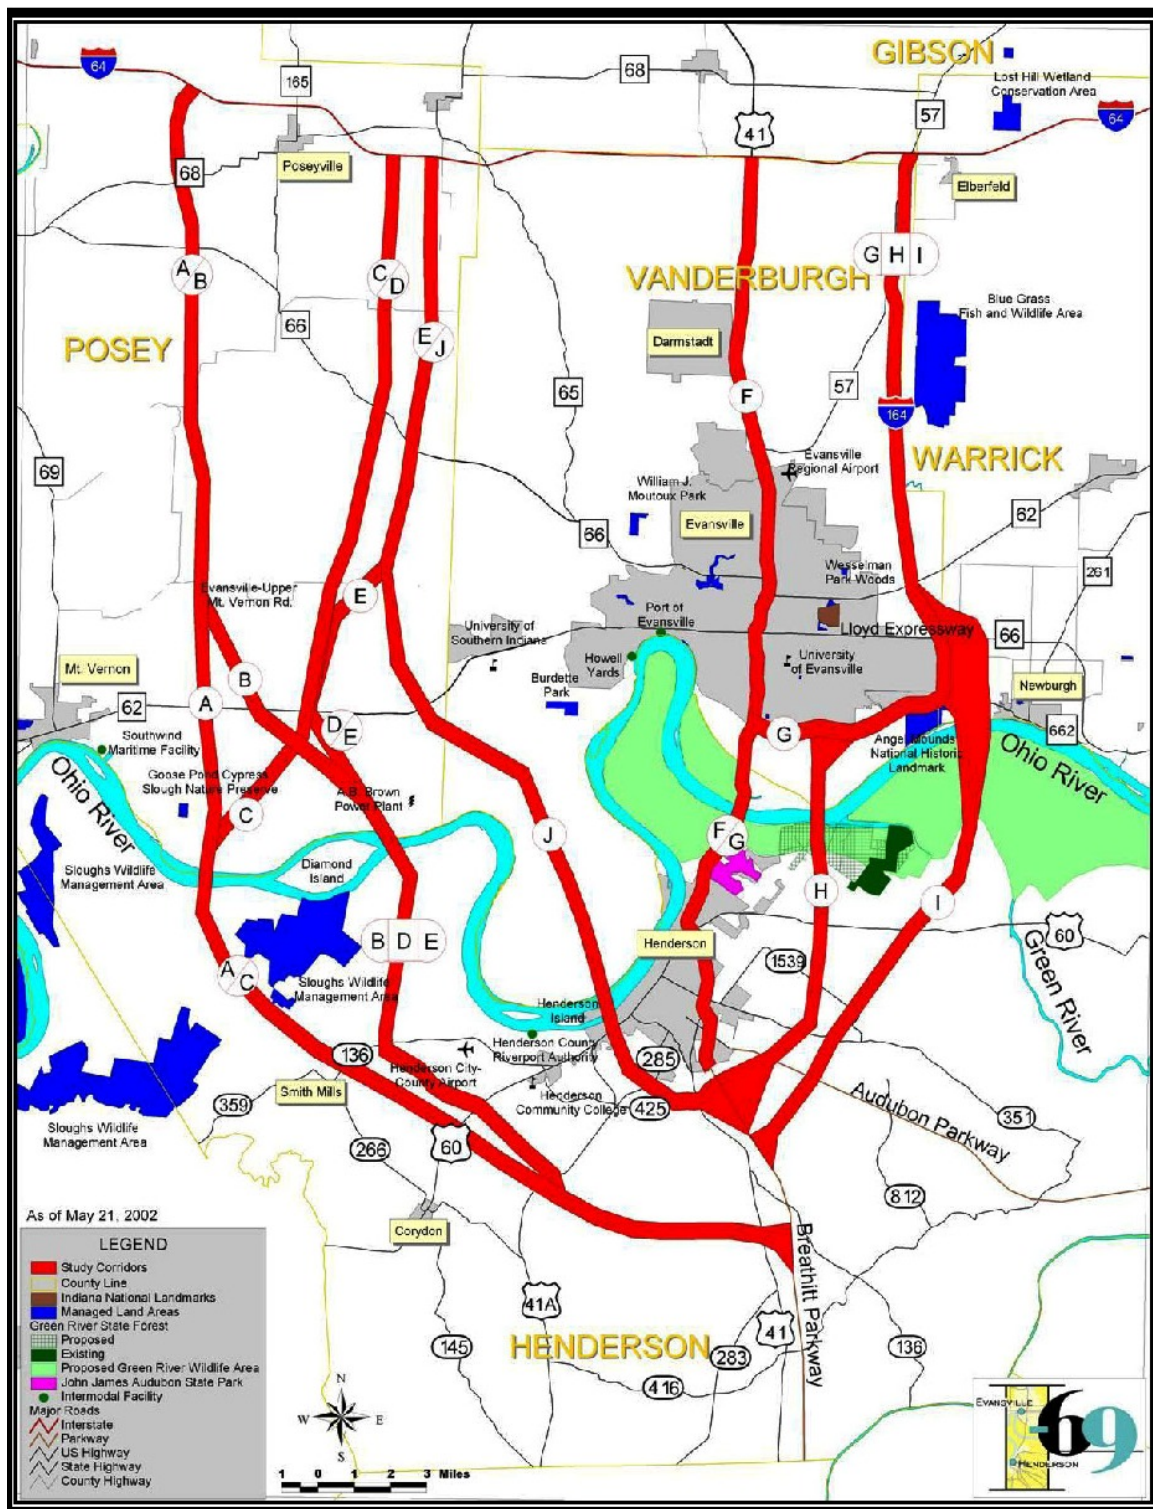 GIBSON
64
165
68
41
57
Lost Hill Wetland
Conservation Area
64
68
Poseyville
Elberfeld
A
B
C
D
G H I
VANDERBURGH
66
E
J
Blue Grass
Fish and Wildlife Area
POSEY
Darmstadt
F
65
57
164
69
Evansville
Regional Airport
WARRICK
William J.
Moutoux Park
Evansville
62
66
261
Wesselman
Park Woods
Evansville-Upper
Mt. Vernon Rd.
E
Port of
Evansville
Lloyd Expressway
66
University of
Southern Indiana
Howell
Yards
University
of Evansville
Mt. Vernon
B
Burdette
Park
Newburgh
62
A
D
E
G
662
Southwind
Maritime Facility
Angel Mounds
National Historic
Landmark
Ohio River
Goose Pond Cypress
Slough Nature Preserve
A.B. Brown
Power Plant
Ohio River
C
J
F
G
Sloughs Wildlife
Management Area
Diamond
Island
H
I
B D E
Henderson
60
1539
Green River
A
C
Sloughs Wildlife
Management Area
Henderson
Island
136
Henderson County
Riverport Authority
285
Henderson City-
County Airport
Smith Mills
359
Henderson
Community College
425
Audubon Parkway
351
Sloughs Wildlife
Management Area
266
60
812
As of May 21, 2002
Corydon
Breathitt Parkway
LEGEND
Study Corridors
County Line
Indiana National Landmarks
Managed Land Areas
Green River State Forest
Proposed
Existing
Proposed Green River Wildlife Area
John James Audubon State Park
Intermodal Facility
Major Roads
Interstate
Parkway
US Highway
State Highway
County Highway
41A
HENDERSON
41
145
283
136
416
N
W E
S
1 0 1 2 3 Miles
EVANSVILLE
I-69
HENDERSON